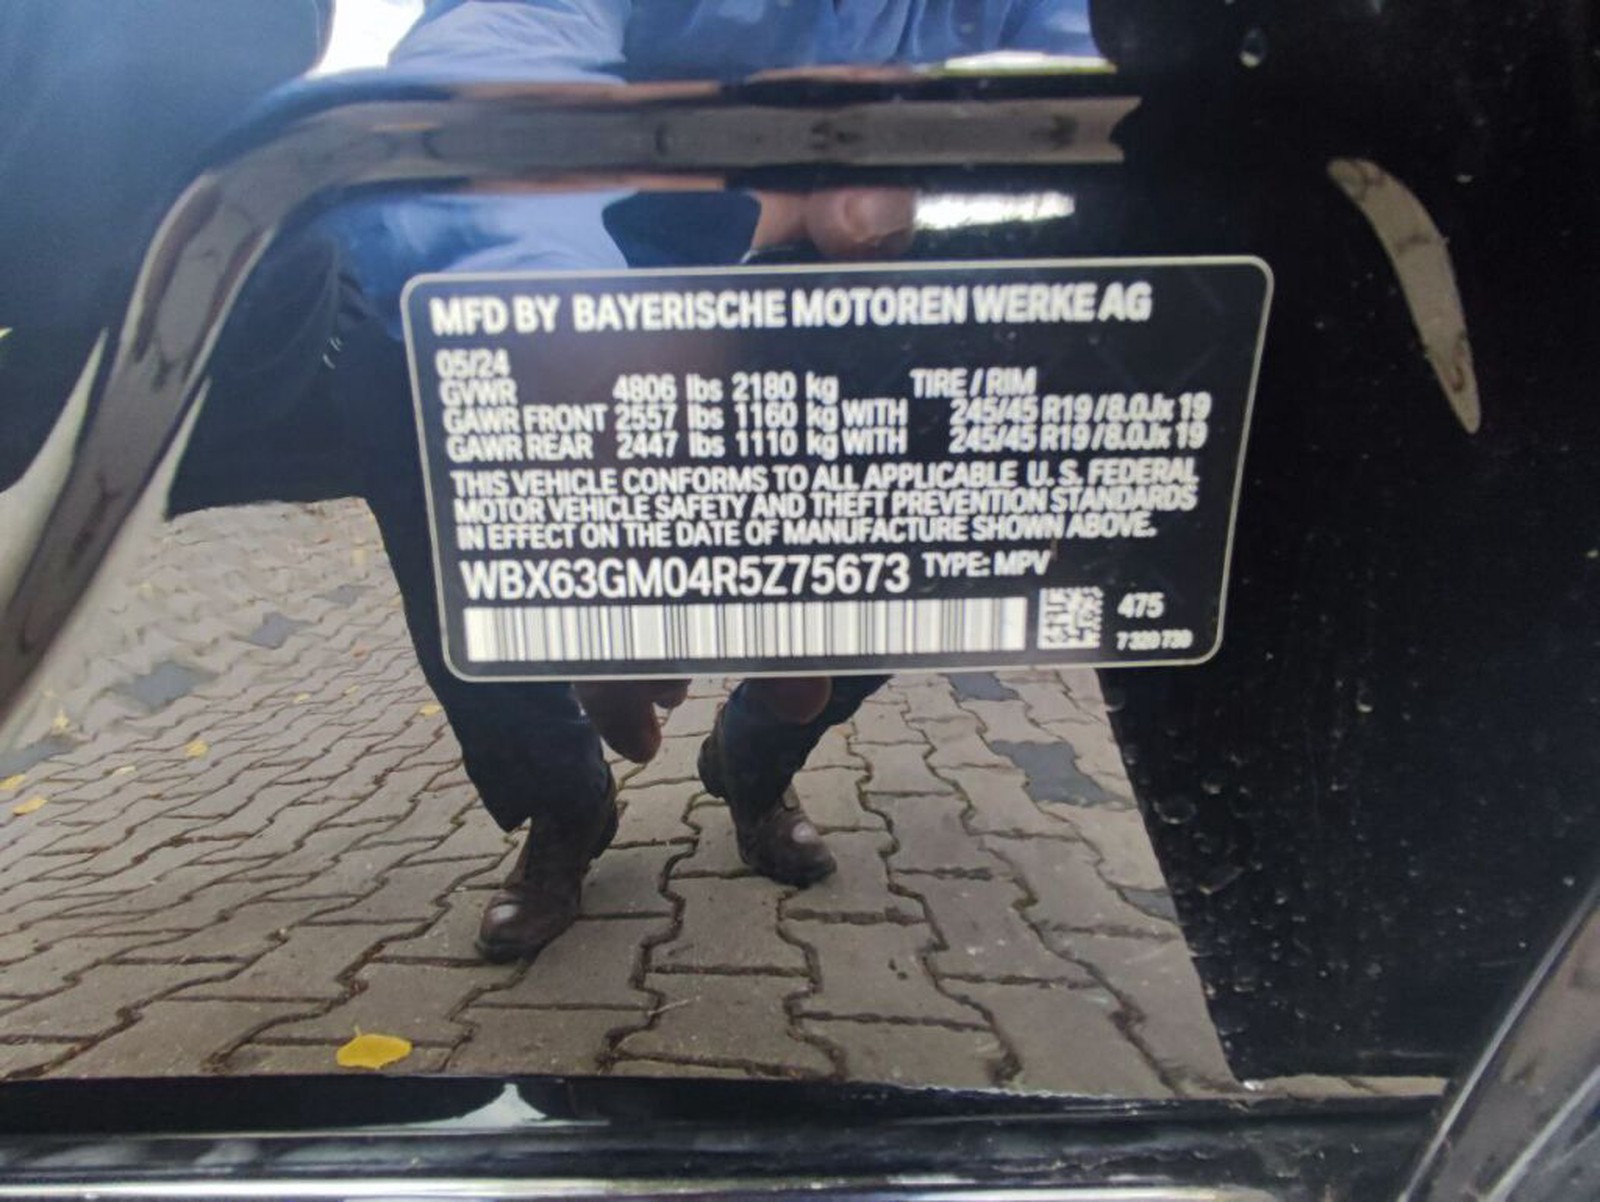 MFD BY BAYERISCHE MOTOREN WERKE AG
05/24
GVWR 4806 lbs 2180 kg TIRE / RIM
GAWR FRONT 2557 lbs 1160 kg WITH 245/45 R19 /8.0Jx 19
GAWR REAR 2447 lbs 1110 kg WITH 245/45 R19 /8.0Jx 19
THIS VEHICLE CONFORMS TO ALL APPLICABLE U. S. FEDERAL
MOTOR VEHICLE SAFETY AND THEFT PREVENTION STANDARDS
IN EFFECT ON THE DATE OF MANUFACTURE SHOWN ABOVE.
WBX63GM04R5Z75673 TYPE: MPV
475